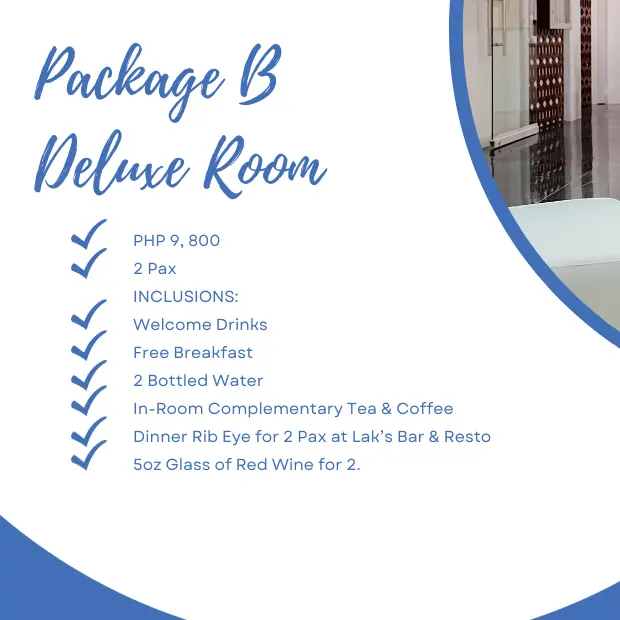 Package B
Deluxe Room
PHP 9, 800
2 Pax
INCLUSIONS:
Welcome Drinks
Free Breakfast
2 Bottled Water
In-Room Complementary Tea & Coffee
Dinner Rib Eye for 2 Pax at Lak's Bar & Resto
5oz Glass of Red Wine for 2.